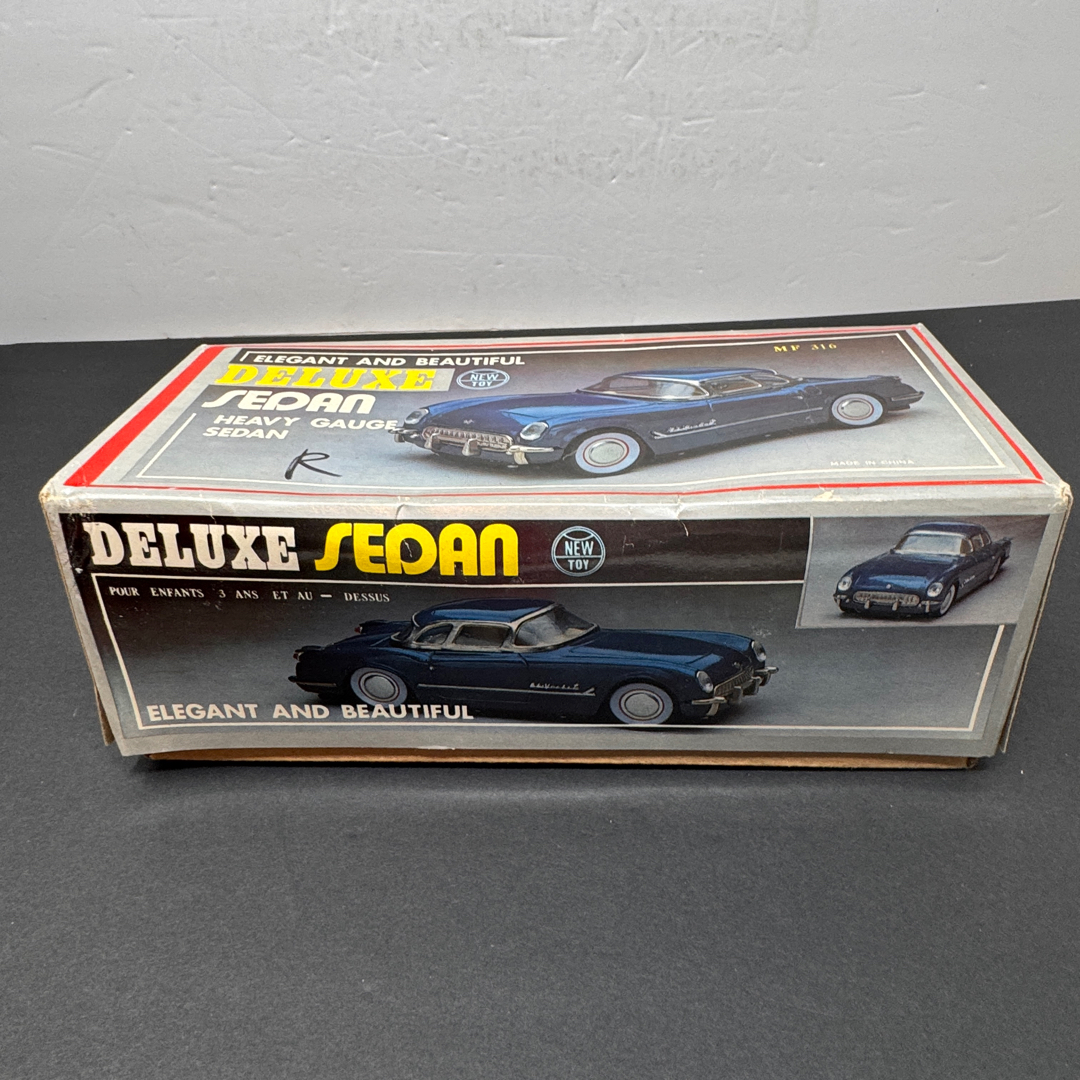 ELEGANT AND BEAUTIFUL
MF 316
DELUXE
NEW
TOY
SEDAN
HEAVY GAUGE
SEDAN
R
MADE IN CHINA
DELUXE SEDAN
NEW
TOY
POUR ENFANTS 3 ANS ET AU — DESSUS
ELEGANT AND BEAUTIFUL